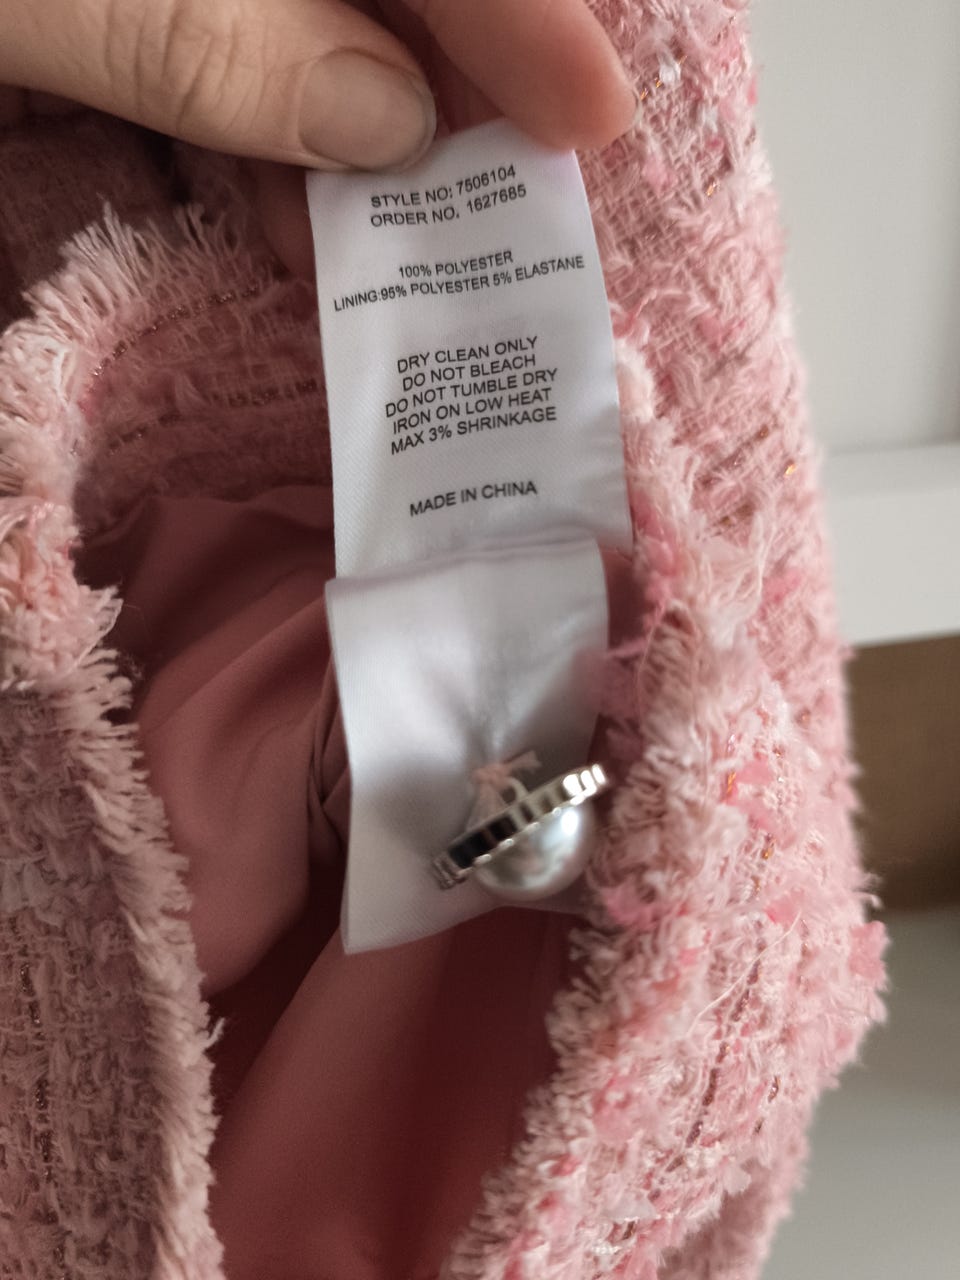 STYLE NO: 7506104
ORDER NO. 1627685
100% POLYESTER
LINING:95% POLYESTER 5% ELASTANE
DRY CLEAN ONLY
DO NOT BLEACH
DO NOT TUMBLE DRY
IRON ON LOW HEAT
MAX 3% SHRINKAGE
MADE IN CHINA